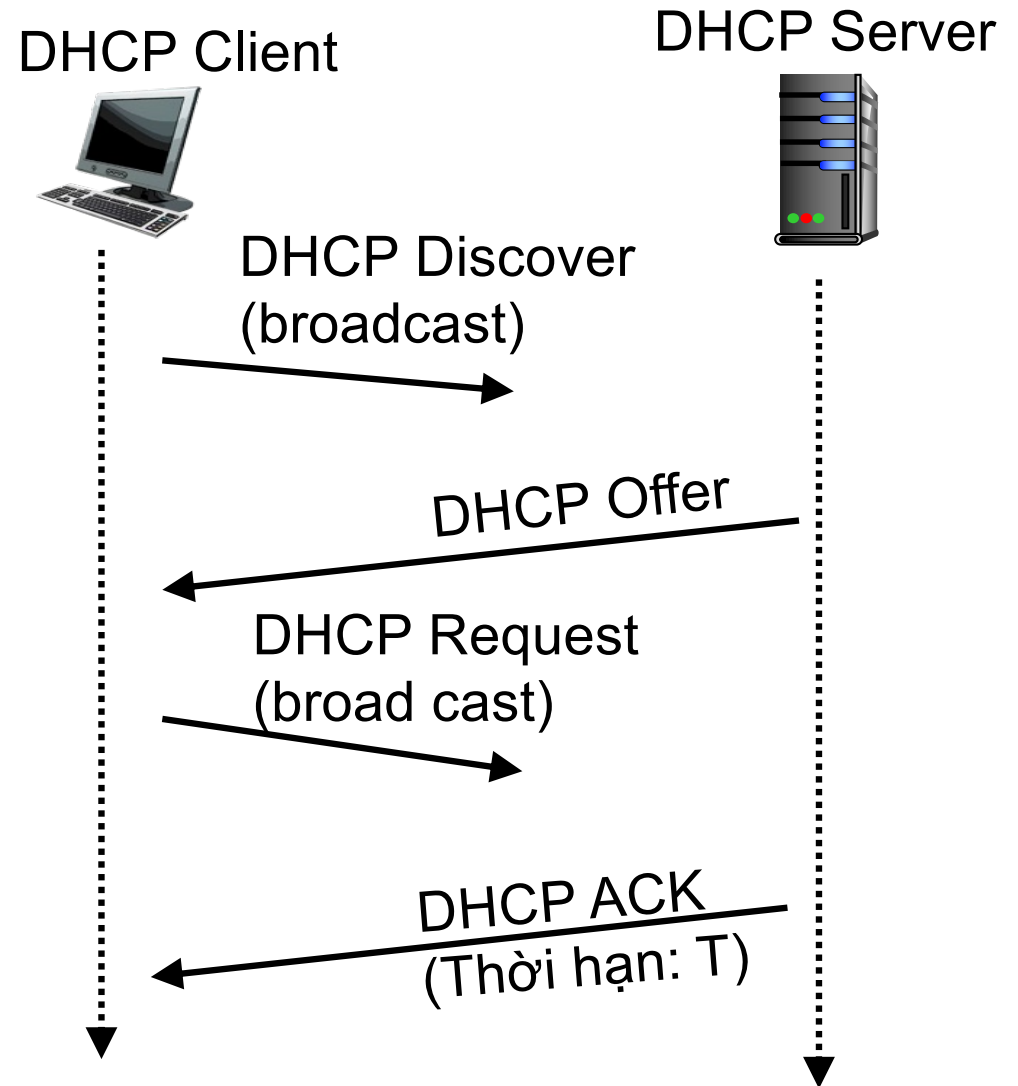 DHCP Client
DHCP Server
DHCP Discover
(broadcast)
DHCP Offer
DHCP Request
(broad cast)
DHCP ACK
(Thời hạn: T)